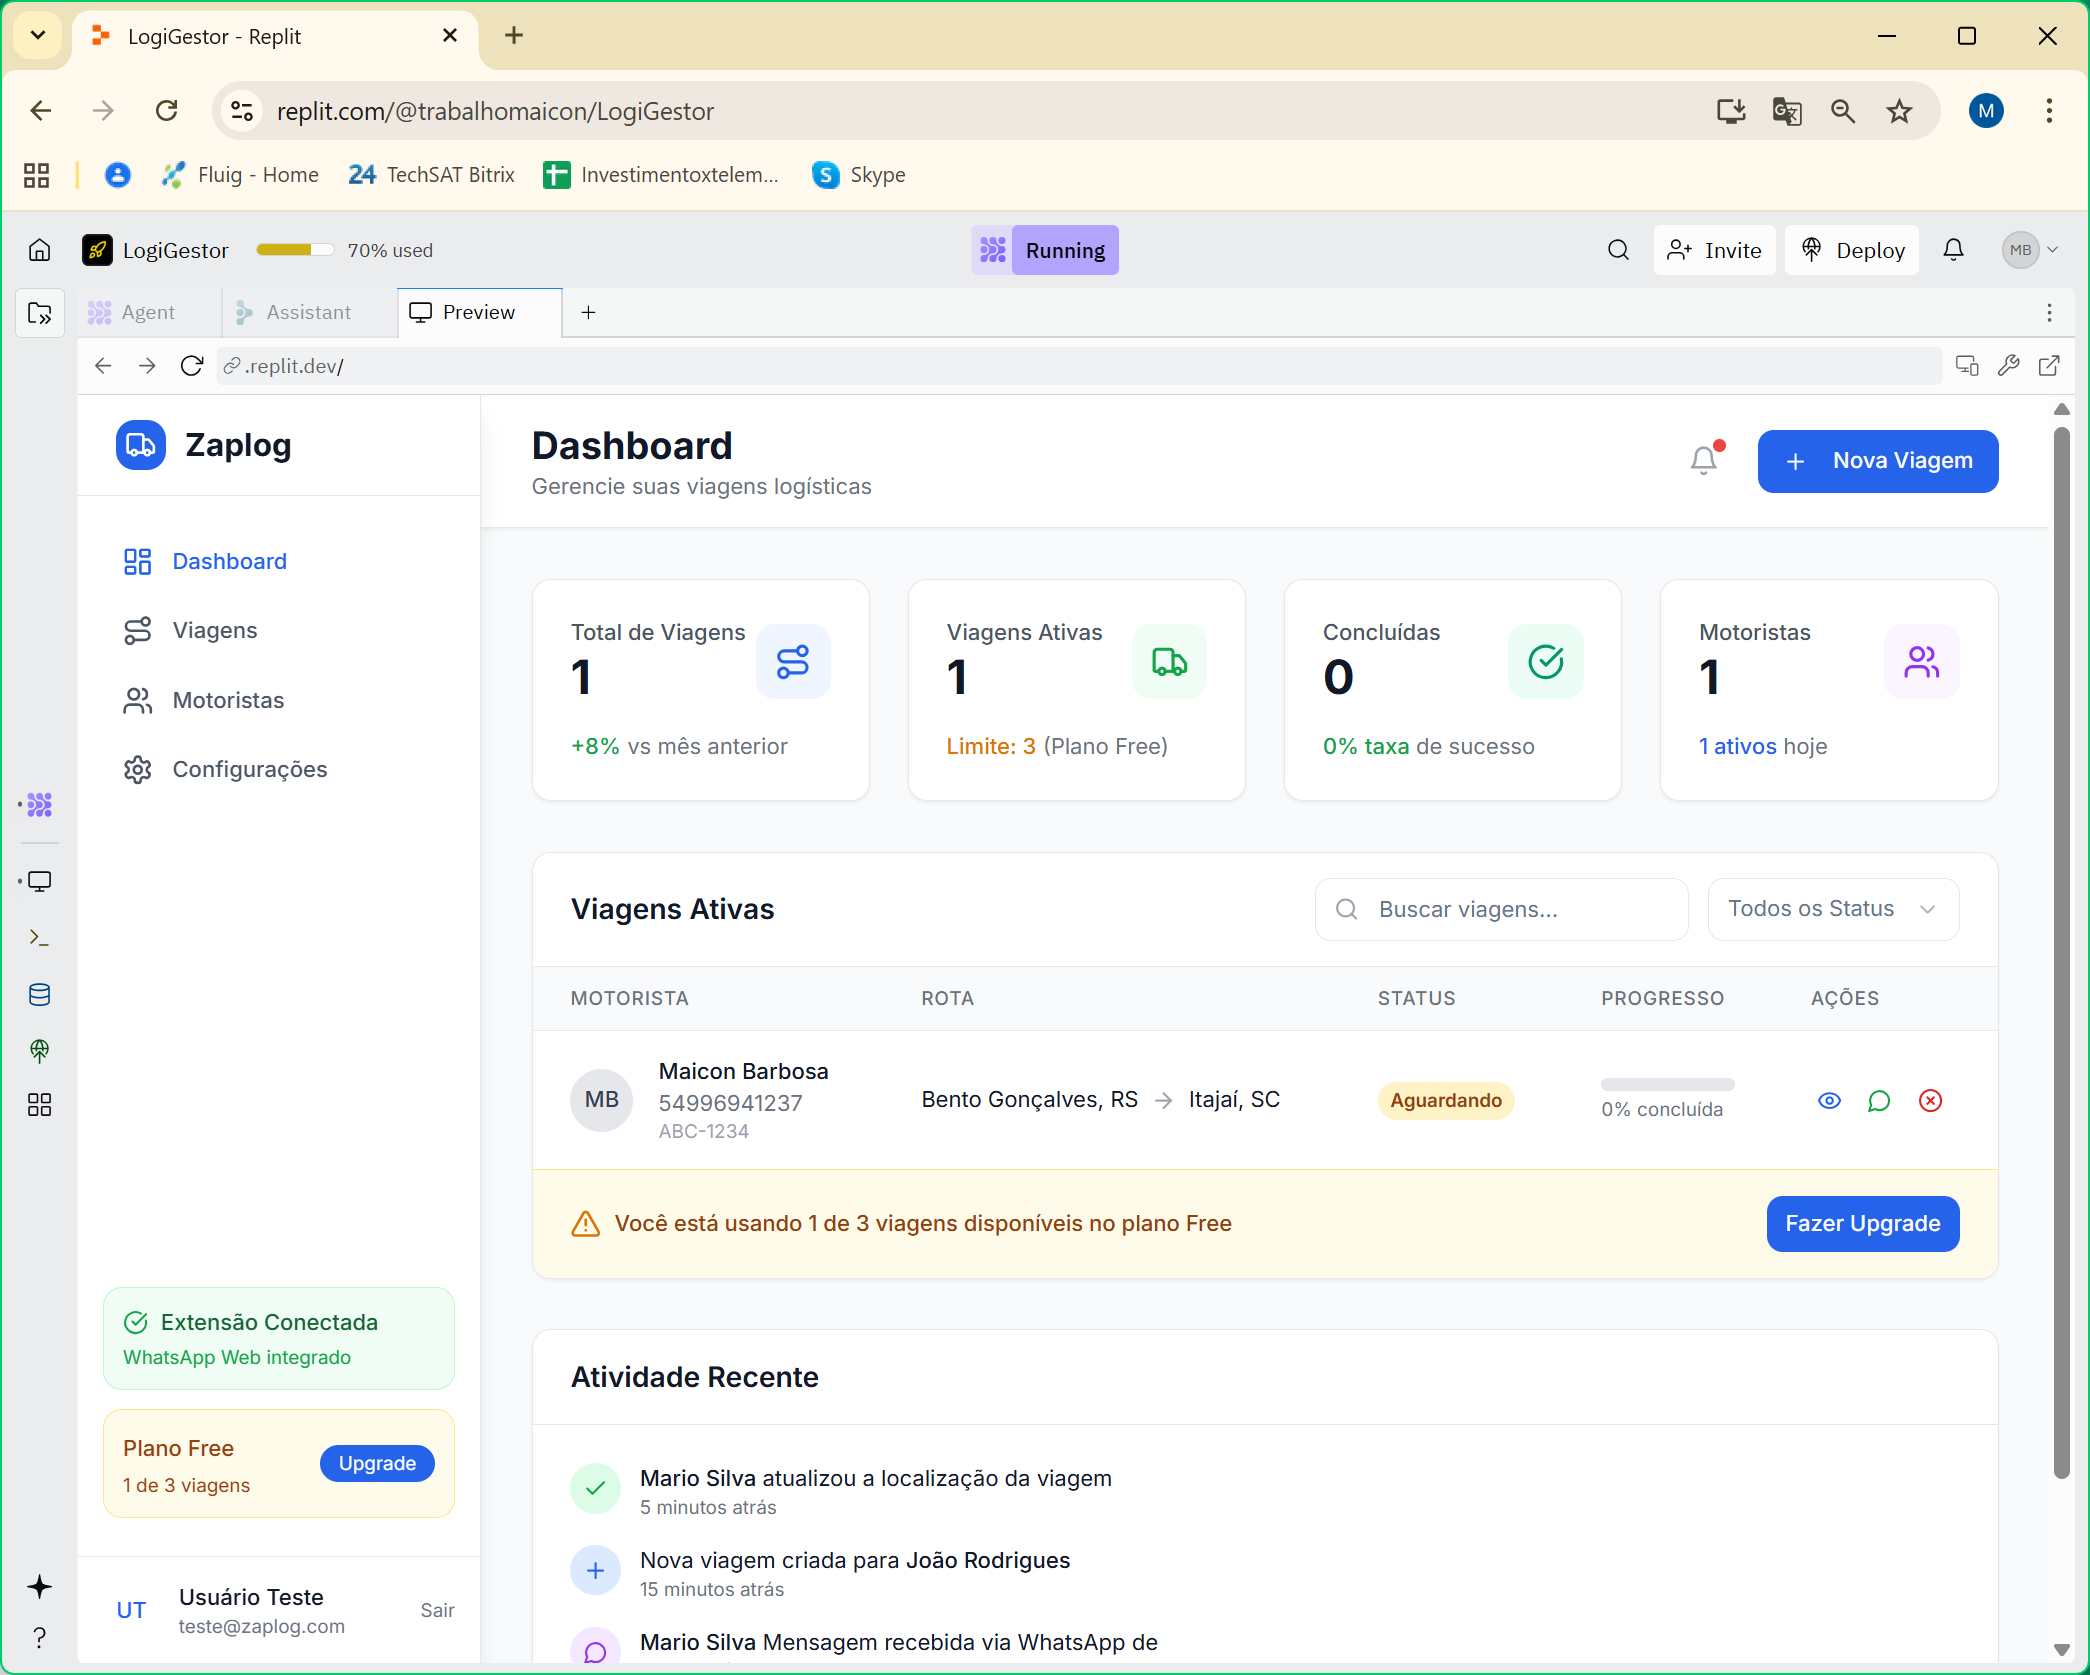 LogiGestor - Replit
replit.com/@trabalhomaicon/LogiGestor
M
Fluig - Home
24 TechSAT Bitrix
Investimentoxtelem...
S Skype
LogiGestor
70% used
Running
Invite
Deploy
MB
Agent
Assistant
Preview
.replit.dev/
Zaplog
Dashboard
Viagens
Motoristas
Configurações
Extensão Conectada
WhatsApp Web integrado
Plano Free
1 de 3 viagens
Upgrade
UT
Usuário Teste
teste@zaplog.com
Sair
Dashboard
Gerencie suas viagens logísticas
Nova Viagem
Total de Viagens
1
+8% vs mês anterior
Viagens Ativas
1
Limite: 3 (Plano Free)
Concluídas
0
0% taxa de sucesso
Motoristas
1
1 ativos hoje
Viagens Ativas
Buscar viagens...
Todos os Status
MOTORISTA ROTA STATUS PROGRESSO AÇÕES
MB
Maicon Barbosa
54996941237
ABC-1234
Bento Gonçalves, RS → Itajaí, SC
Aguardando
0% concluída
Você está usando 1 de 3 viagens disponíveis no plano Free
Fazer Upgrade
Atividade Recente
Mario Silva atualizou a localização da viagem
5 minutos atrás
Nova viagem criada para João Rodrigues
15 minutos atrás
Mario Silva Mensagem recebida via WhatsApp de